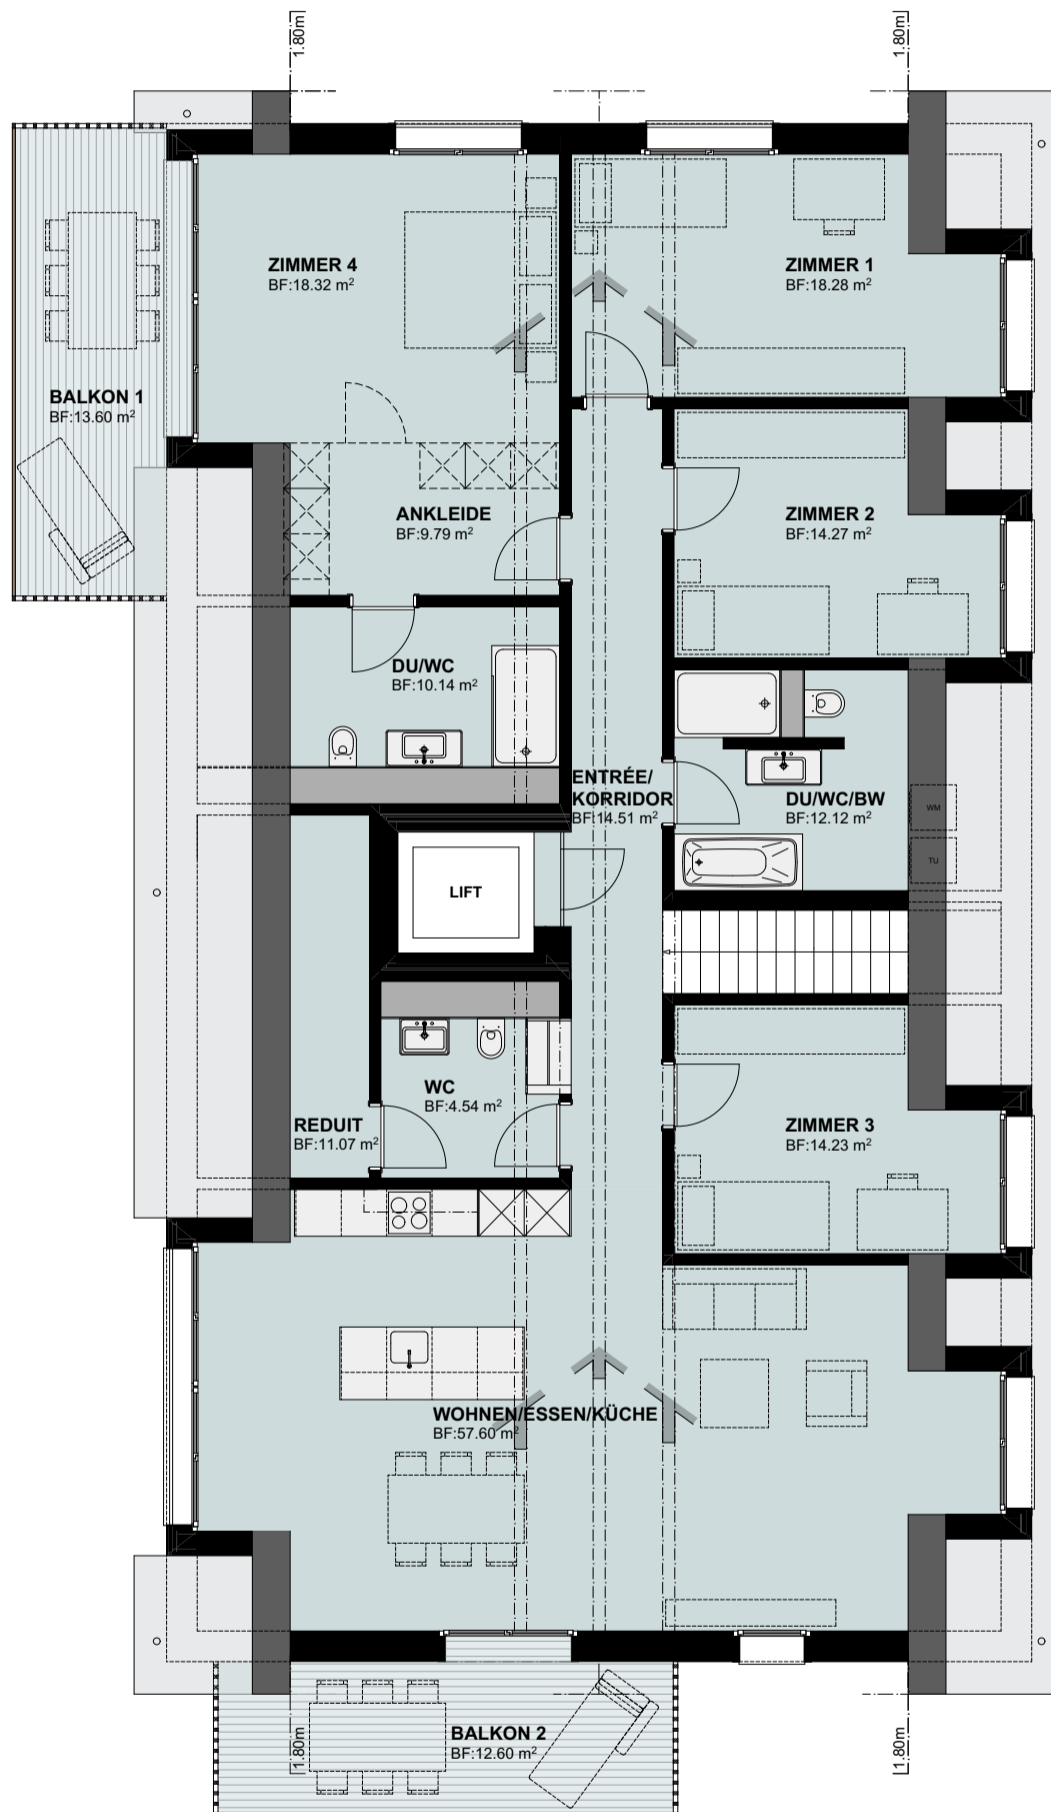 1.80m
1.80m
ZIMMER 4
BF:18.32 m²
ZIMMER 1
BF:18.28 m²
BALKON 1
BF:13.60 m²
ANKLEIDE
BF:9.79 m²
ZIMMER 2
BF:14.27 m²
DU/WC
BF:10.14 m²
ENTRÉE/
KORRIDOR
BF:14.51 m²
DU/WC/BW
BF:12.12 m²
WM
TU
LIFT
WC
BF:4.54 m²
REDUIT
BF:11.07 m²
ZIMMER 3
BF:14.23 m²
WOHNEN/ESSEN/KÜCHE
BF:57.60 m²
BALKON 2
BF:12.60 m²
1.80m
1.80m